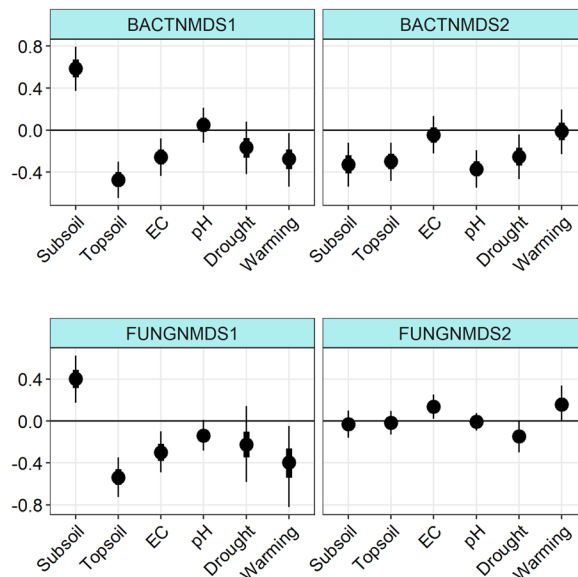 BACTNMDS1 BACTNMDS2
0.8
0.4
0.0
-0.4
Subsoil Topsoil EC pH Drought Warming Subsoil Topsoil EC pH Drought Warming
FUNGNMDS1 FUNGNMDS2
0.4
0.0
-0.4
-0.8
Subsoil Topsoil EC pH Drought Warming Subsoil Topsoil EC pH Drought Warming